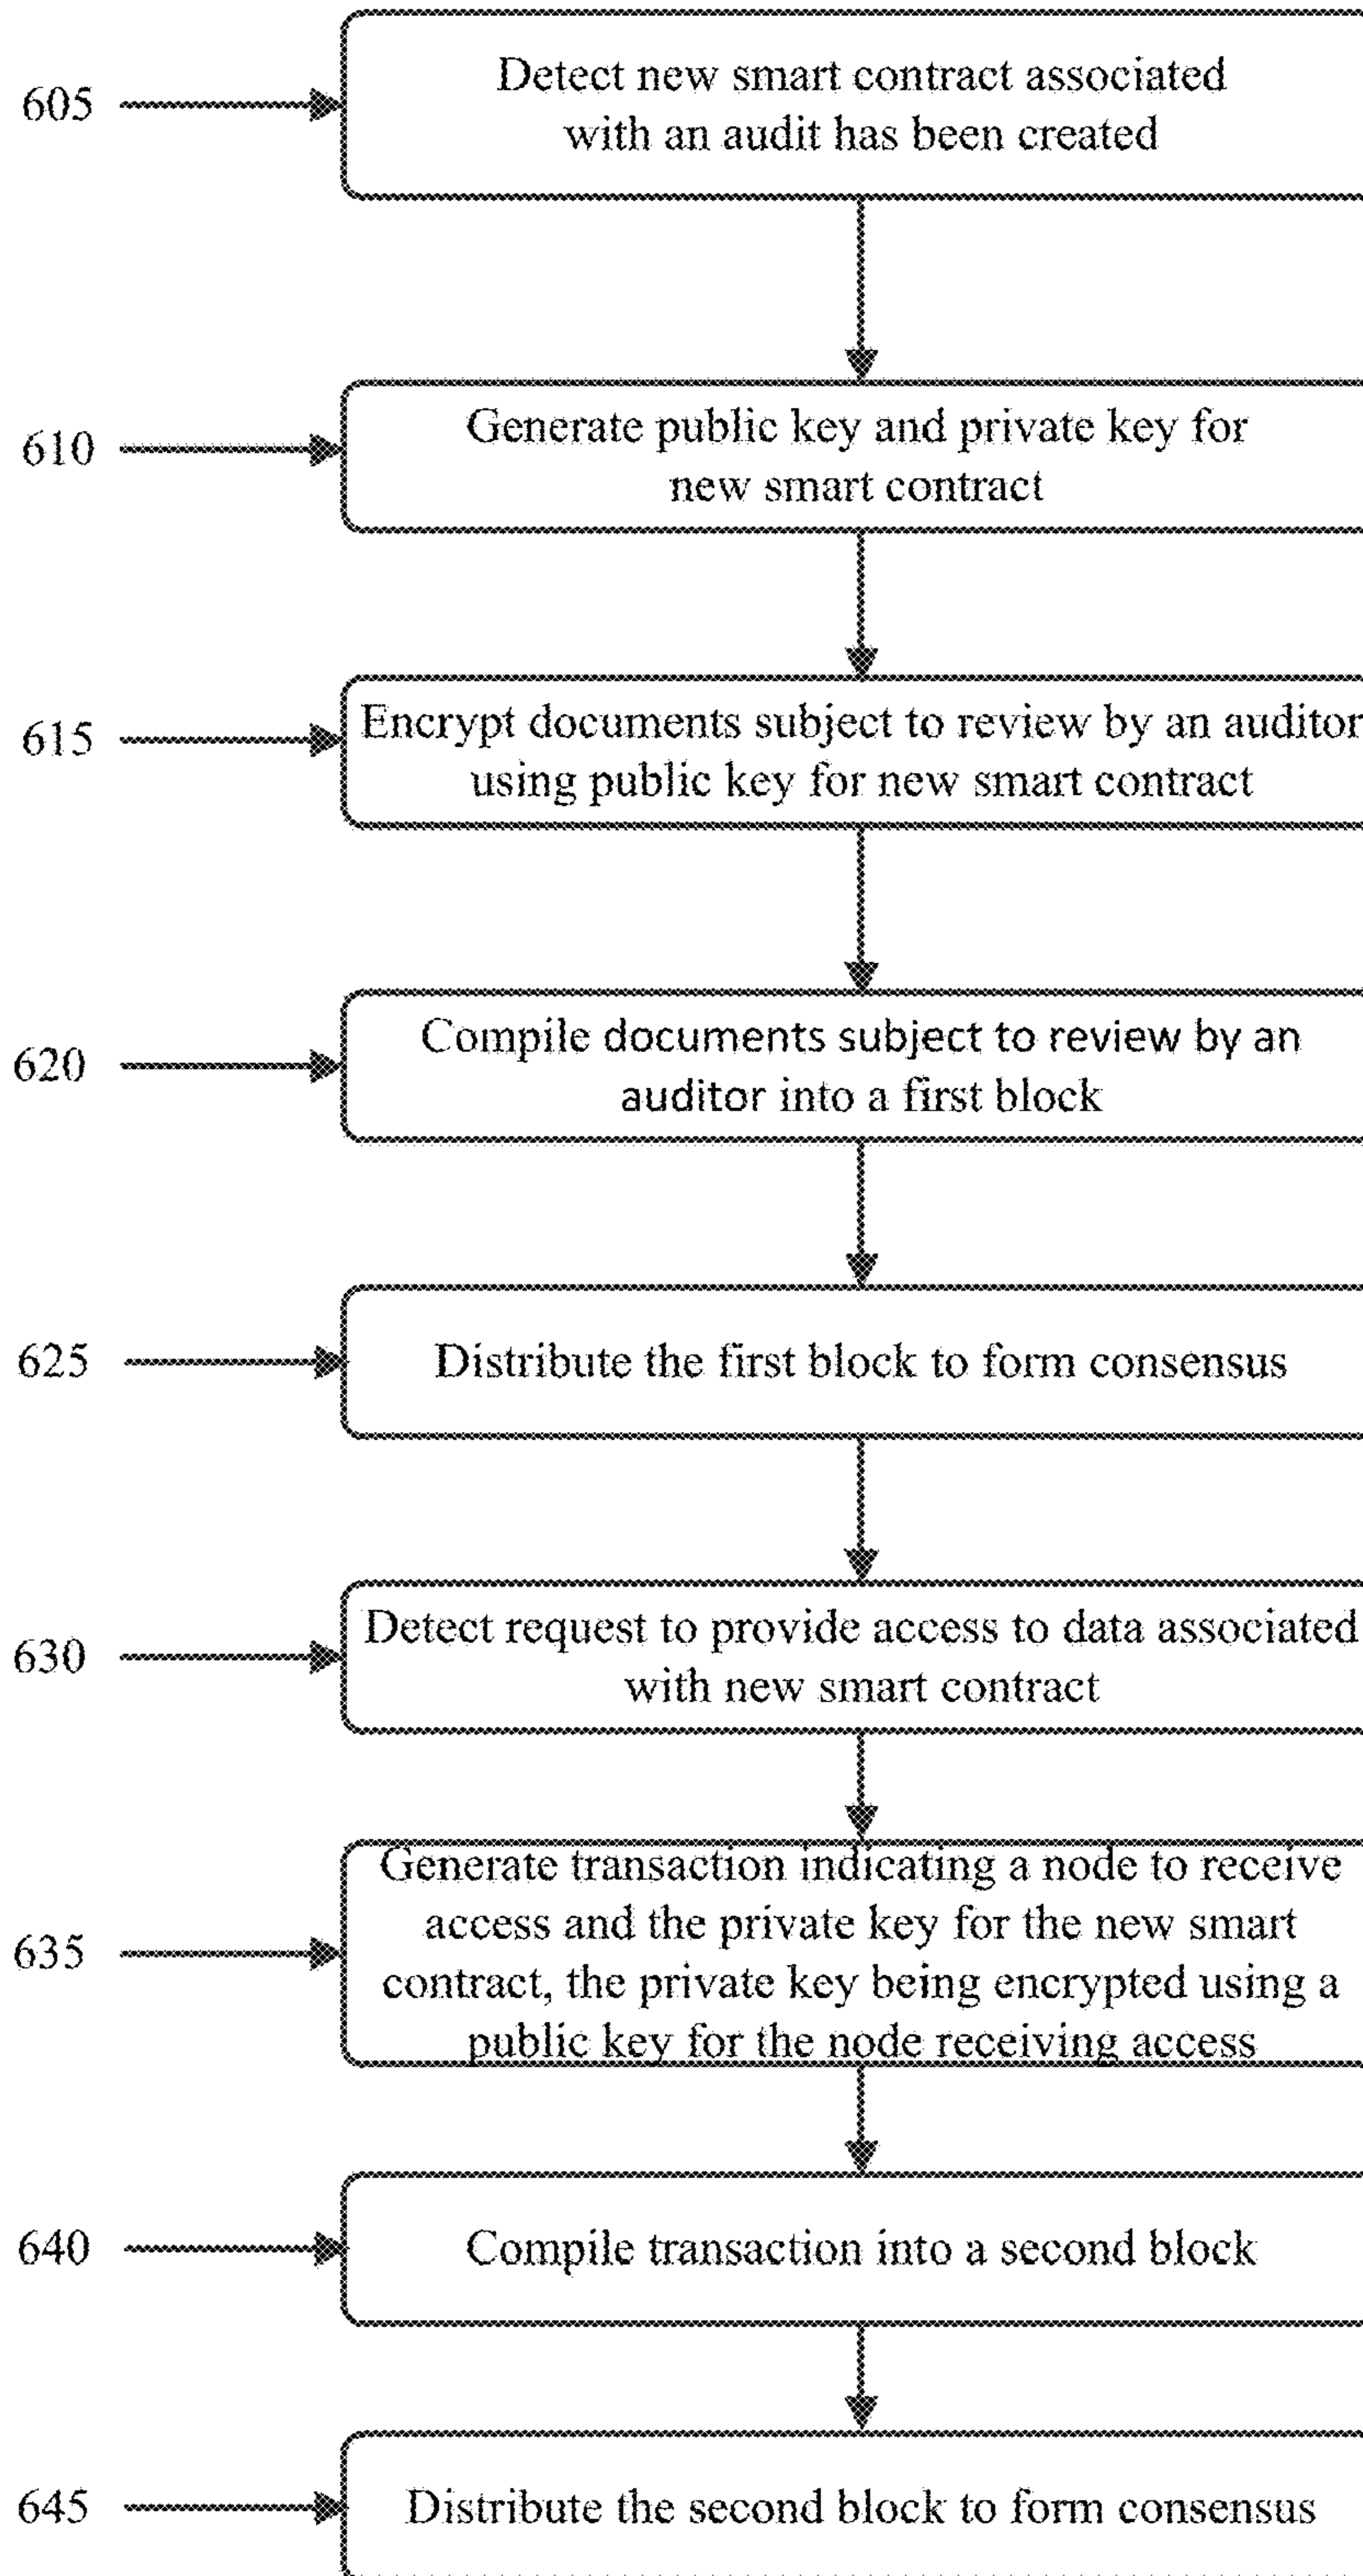 605
Detect new smart contract associated
with an audit has been created
610
Generate public key and private key for
new smart contract
615
Encrypt documents subject to review by an auditor
using public key for new smart contract
620
Compile documents subject to review by an
auditor into a first block
625
Distribute the first block to form consensus
630
Detect request to provide access to data associated
with new smart contract
635
Generate transaction indicating a node to receive
access and the private key for the new smart
contract, the private key being encrypted using a
public key for the node receiving access
640
Compile transaction into a second block
645
Distribute the second block to form consensus